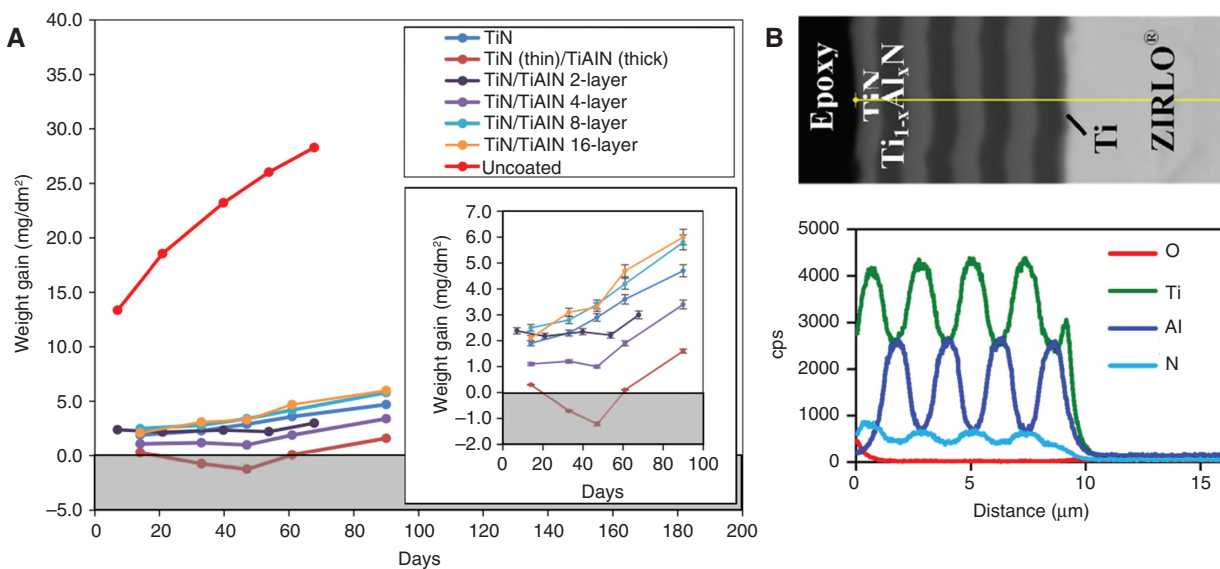 A
Weight gain (mg/dm²)
40.0
35.0
30.0
25.0
20.0
15.0
10.0
5.0
0.0
–5.0
0 20 40 60 80 100 120 140 160 180 200
Days
TiN
TiN (thin)/TiAIN (thick)
TiN/TiAIN 2-layer
TiN/TiAIN 4-layer
TiN/TiAIN 8-layer
TiN/TiAIN 16-layer
Uncoated
Weight gain (mg/dm²)
7.0
6.0
5.0
4.0
3.0
2.0
1.0
0.0
–1.0
–2.0
0 20 40 60 80 100
Days
B
Epoxy
TiN
Ti₁₋ₓAlₓN
Ti
ZIRLO®
cps
5000
4000
3000
2000
1000
0
0 5 10 15
Distance (μm)
O
Ti
Al
N